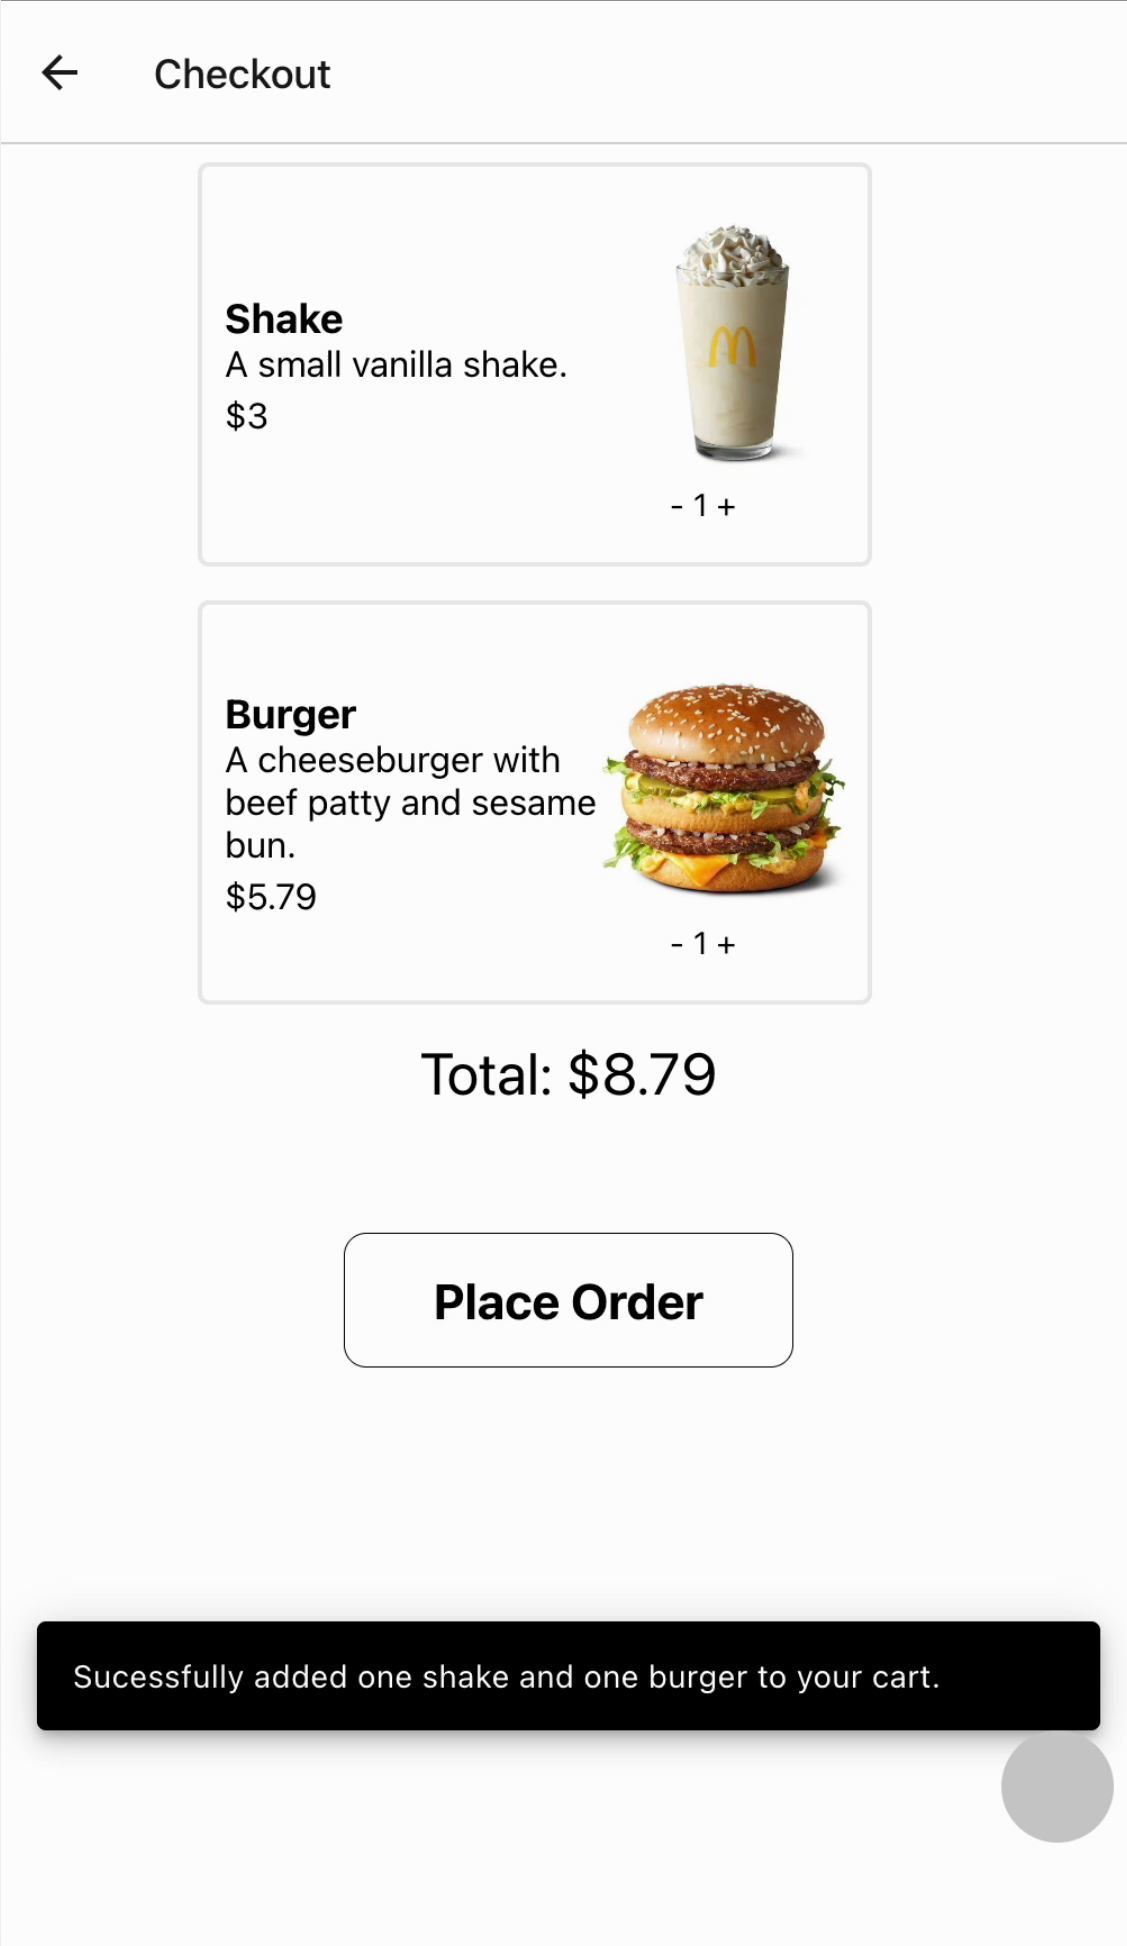 Checkout
Shake
A small vanilla shake.
$3
- 1 +
Burger
A cheeseburger with
beef patty and sesame
bun.
$5.79
- 1 +
Total: $8.79
Place Order
Sucessfully added one shake and one burger to your cart.